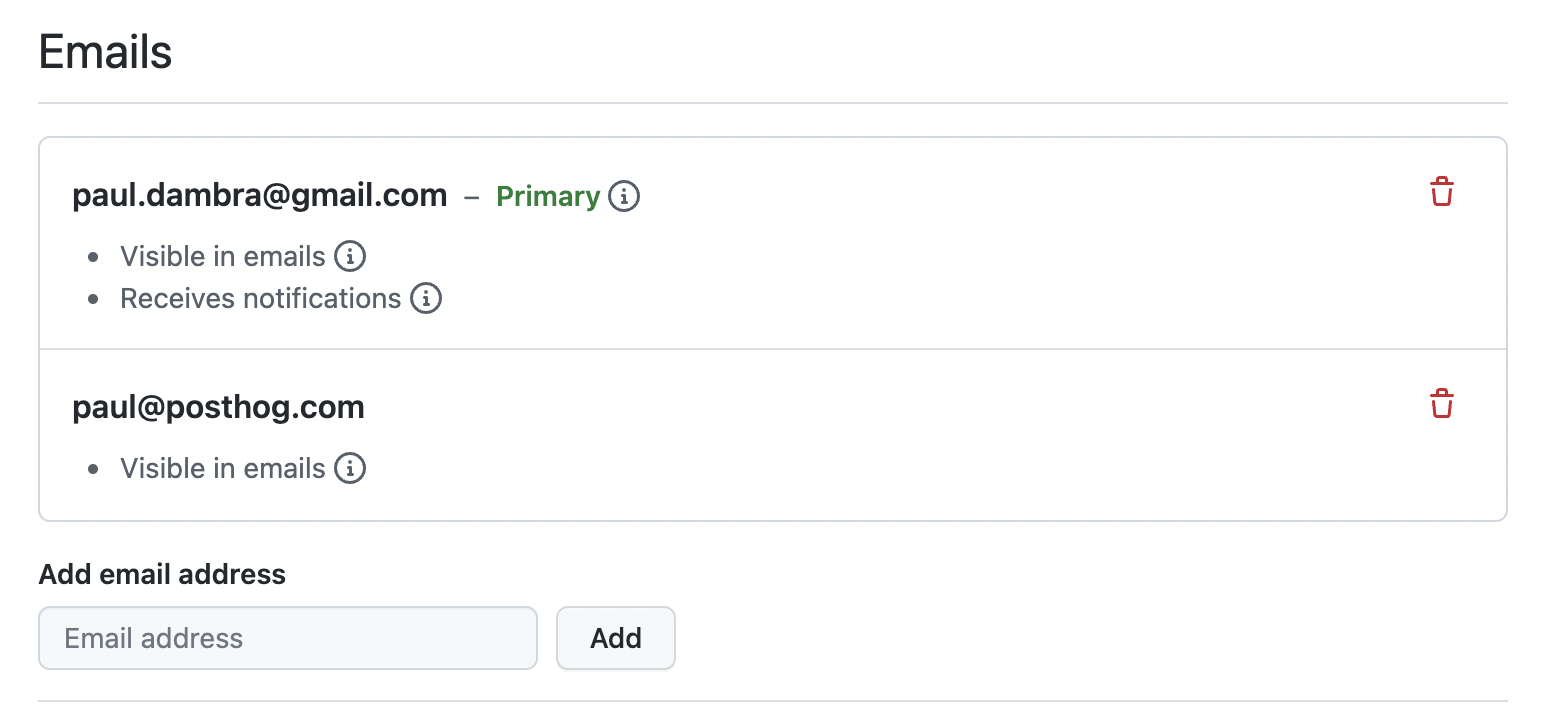 Emails
paul.dambra@gmail.com – Primary
Visible in emails
Receives notifications
paul@posthog.com
Visible in emails
Add email address
Email address
Add